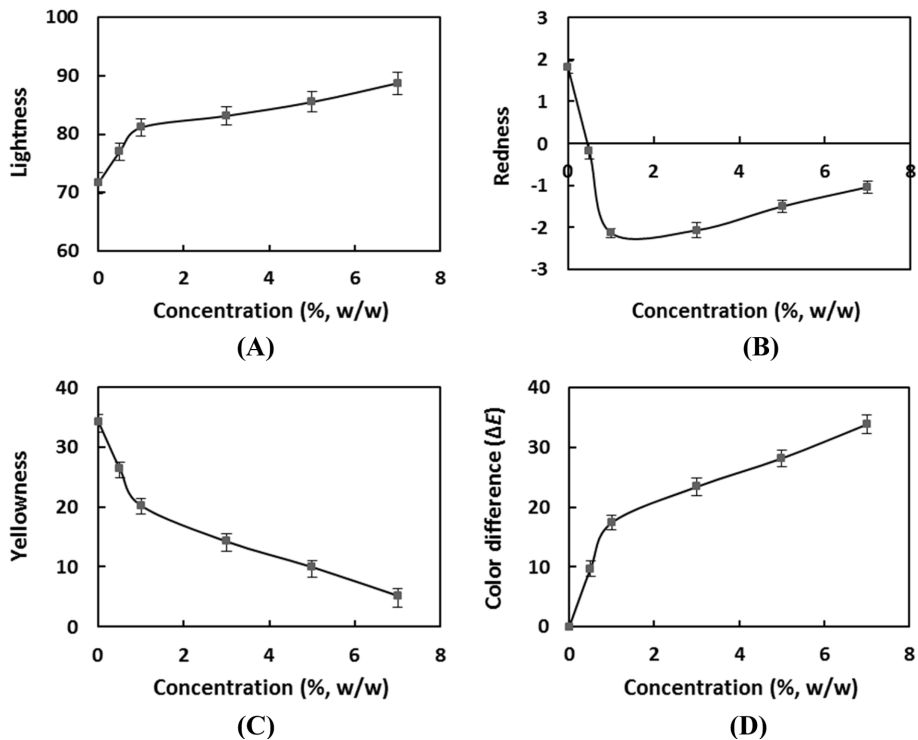 100
90
80
70
60
0 2 4 6 8
Lightness
Concentration (%, w/w)
(A)
3
2
1
0
-1
-2
-3
0 2 4 6 8
Redness
Concentration (%, w/w)
(B)
40
30
20
10
0
0 2 4 6 8
Yellowness
Concentration (%, w/w)
(C)
40
30
20
10
0
0 2 4 6 8
Color difference (ΔE)
Concentration (%, w/w)
(D)